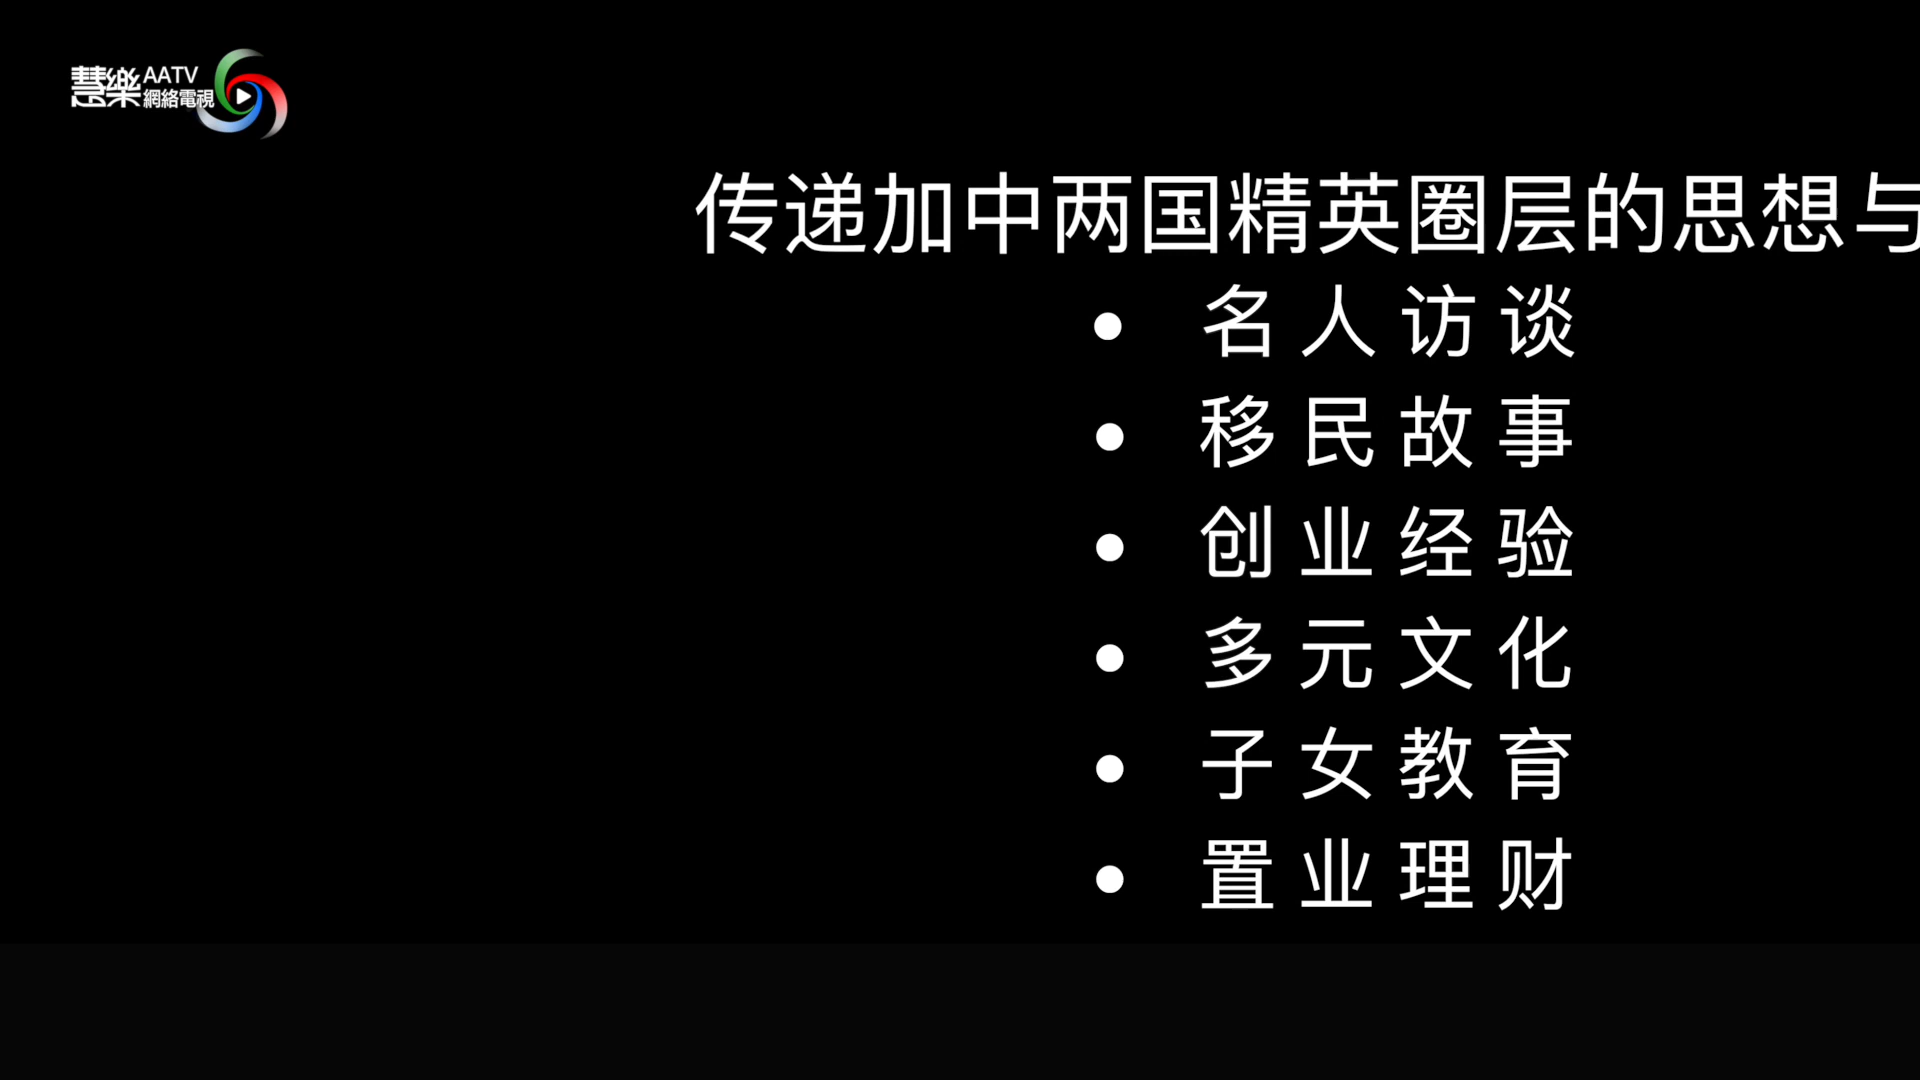 慧樂 AATV
網絡電視
传递加中两国精英圈层的思想与
• 名人访谈
• 移民故事
• 创业经验
• 多元文化
• 子女教育
• 置业理财